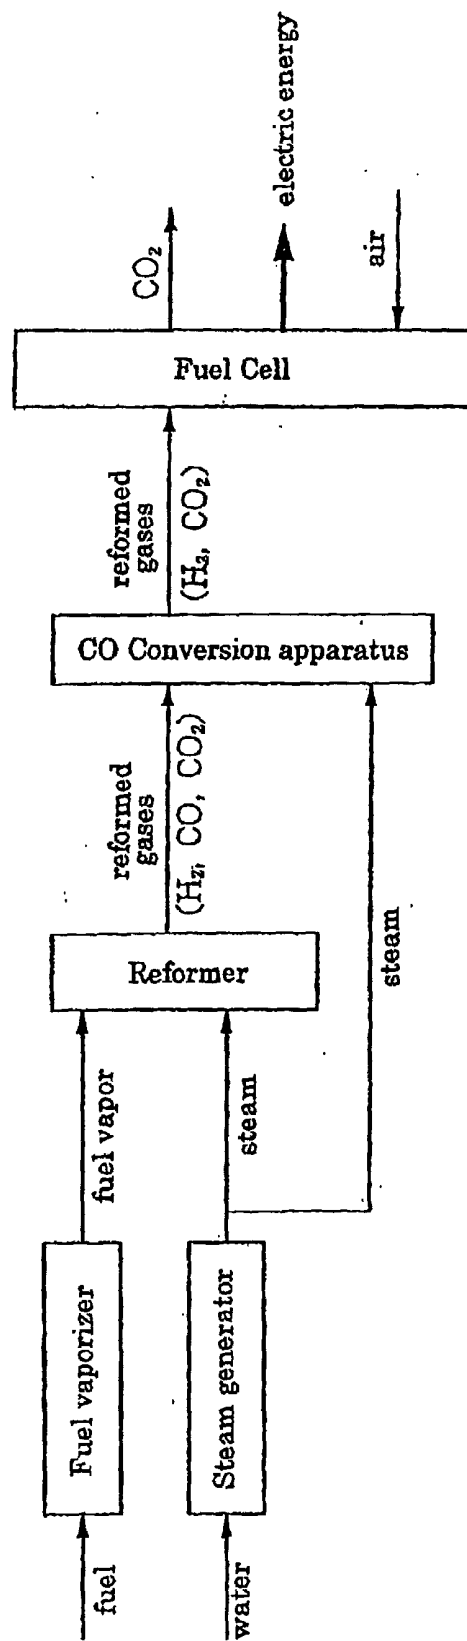 fuel
Fuel vaporizer
fuel vapor
water
Steam generator
steam
steam
Reformer
reformed
gases
(H₂, CO, CO₂)
CO Conversion apparatus
reformed
gases
(H₂, CO₂)
Fuel Cell
CO₂
electric energy
air